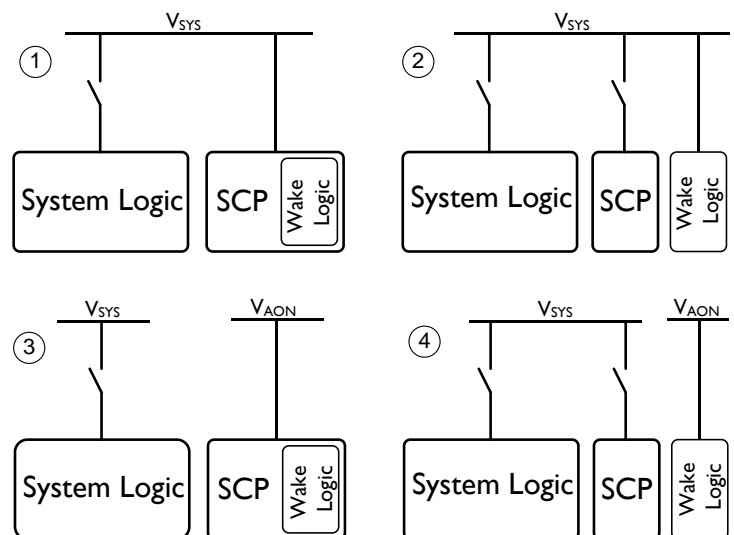 VSYS
1
System Logic
SCP
Wake
Logic
VSYS
2
System Logic
SCP
Wake
Logic
VSYS
VAON
3
System Logic
SCP
Wake
Logic
VSYS
VAON
4
System Logic
SCP
Wake
Logic